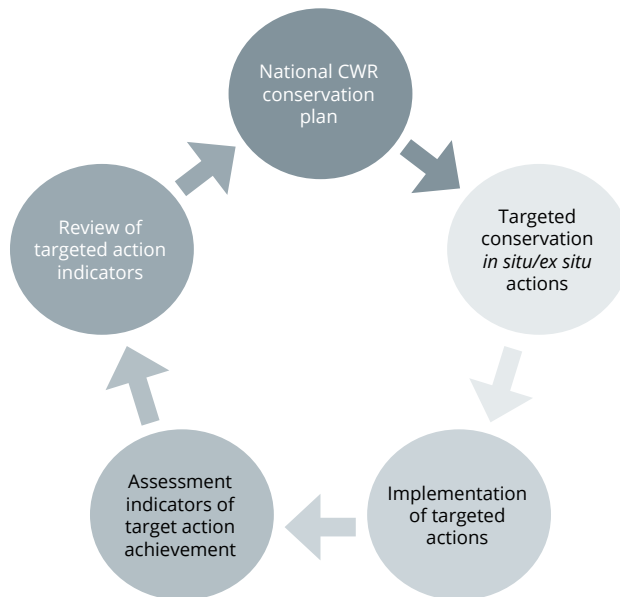 National CWR
conservation
plan
Targeted
conservation
in situ/ex situ
actions
Implementation
of targeted
actions
Assessment
indicators of
target action
achievement
Review of
targeted action
indicators